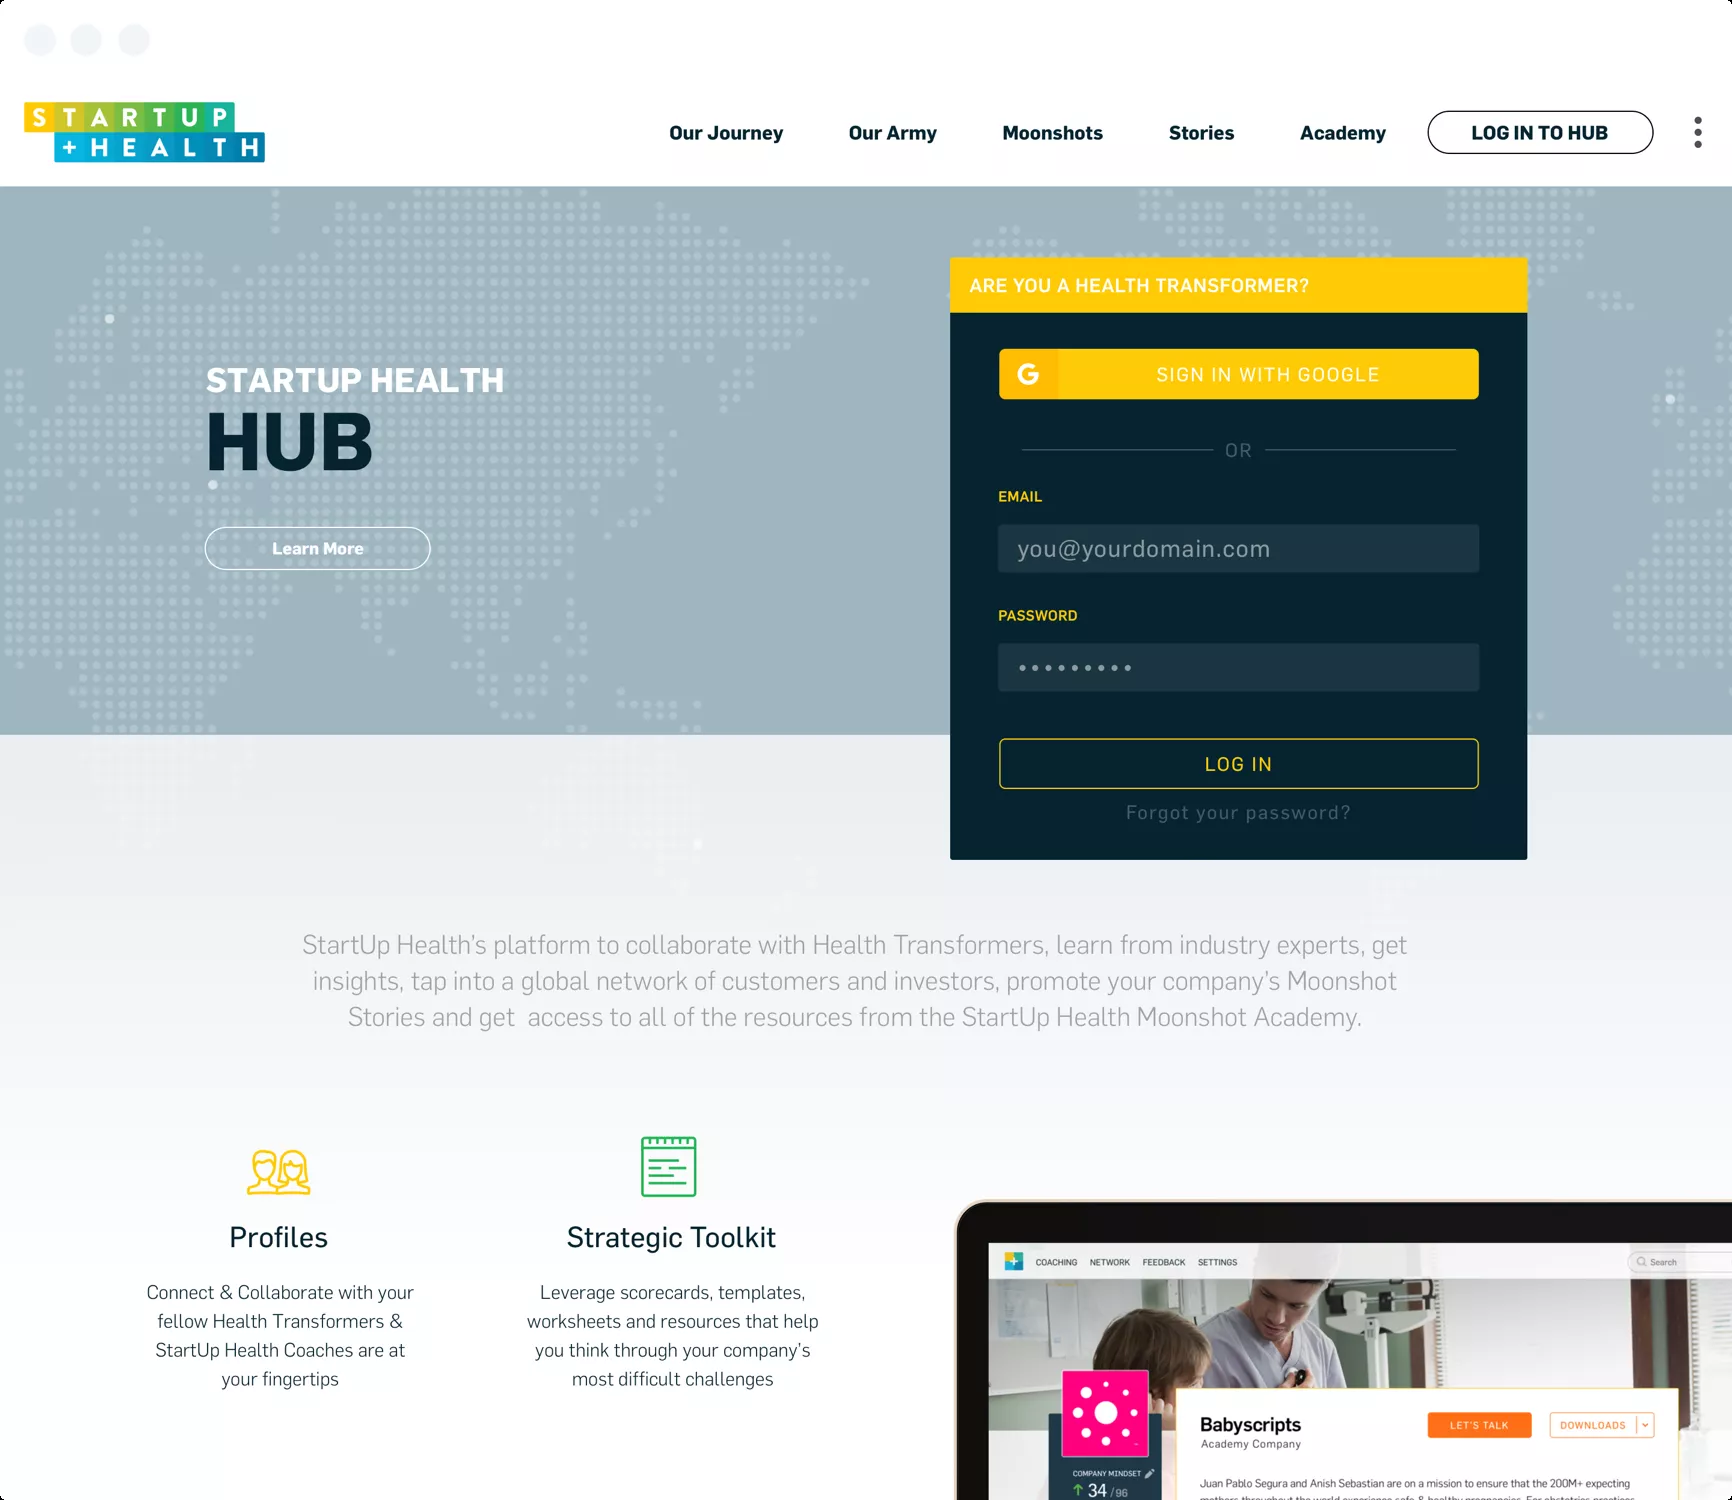 STARTUP
+HEALTH
Our Journey
Our Army
Moonshots
Stories
Academy
LOG IN TO HUB
ARE YOU A HEALTH TRANSFORMER?
G SIGN IN WITH GOOGLE
STARTUP HEALTH
HUB
Learn More
OR
EMAIL
you@yourdomain.com
PASSWORD
LOG IN
Forgot your password?
StartUp Health's platform to collaborate with Health Transformers, learn from industry experts, get
insights, tap into a global network of customers and investors, promote your company's Moonshot
Stories and get access to all of the resources from the StartUp Health Moonshot Academy.
Profiles
Connect & Collaborate with your
fellow Health Transformers &
StartUp Health Coaches are at
your fingertips
Strategic Toolkit
Leverage scorecards, templates,
worksheets and resources that help
you think through your company's
most difficult challenges
COACHING NETWORK FEEDBACK SETTINGS
Search
Babyscripts
Academy Company
LET'S TALK
DOWNLOADS
COMPANY MINDSET
34 / 96
Juan Pablo Segura and Anish Sebastian are on a mission to ensure that the 200M+ expecting